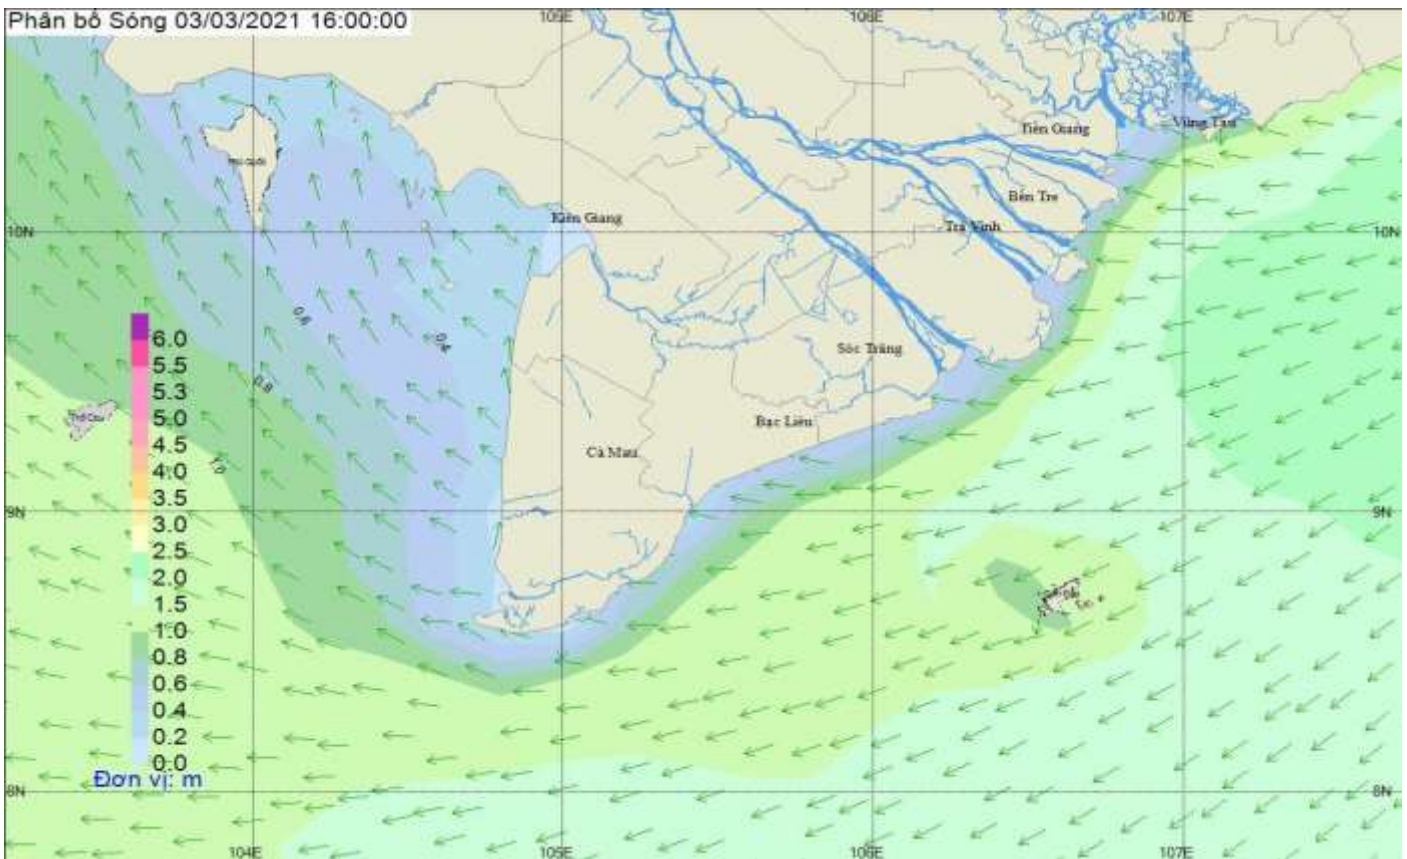 Phân bố Sóng 03/03/2021 16:00:00
105E
106E
107E
Tiền Giang
Vũng Tàu
Phú Quốc
Bến Tre
Kiên Giang
Trà Vinh
10N
10N
0.6
0.4
Sóc Trăng
0.8
Thổ Chu
Bạc Liêu
Cà Mau
1.0
6.0
5.5
5.3
5.0
4.5
4.0
3.5
3.0
2.5
2.0
1.5
1.0
0.8
0.6
0.4
0.2
0.0
Đơn vị: m
9N
9N
8N
8N
104E
105E
106E
107E